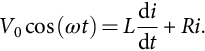 V₀ cos(ωt) = L di/dt + Ri.